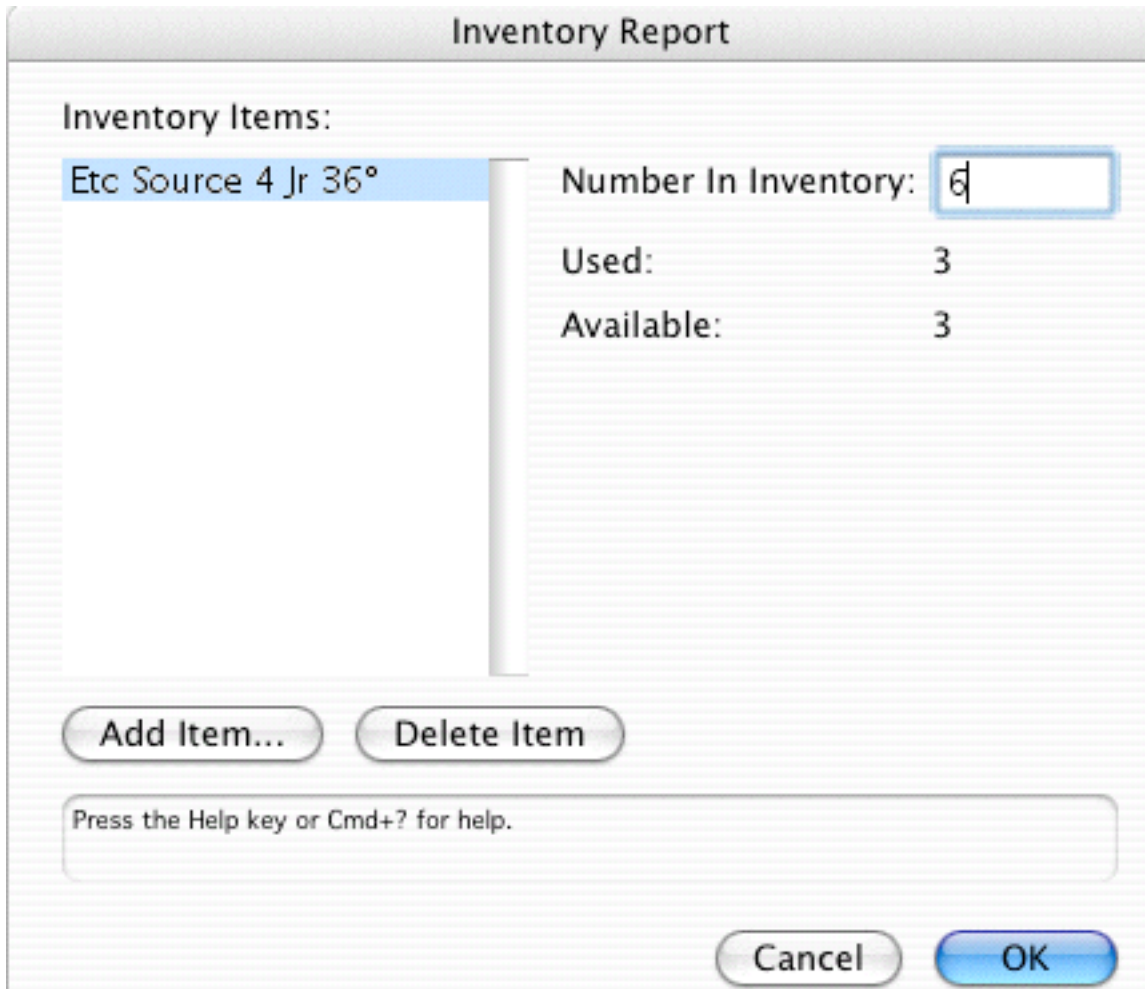 Inventory Report
Inventory Items:
Etc Source 4 Jr 36°
Number In Inventory: 6
Used: 3
Available: 3
Add Item... Delete Item
Press the Help key or Cmd+? for help.
Cancel OK